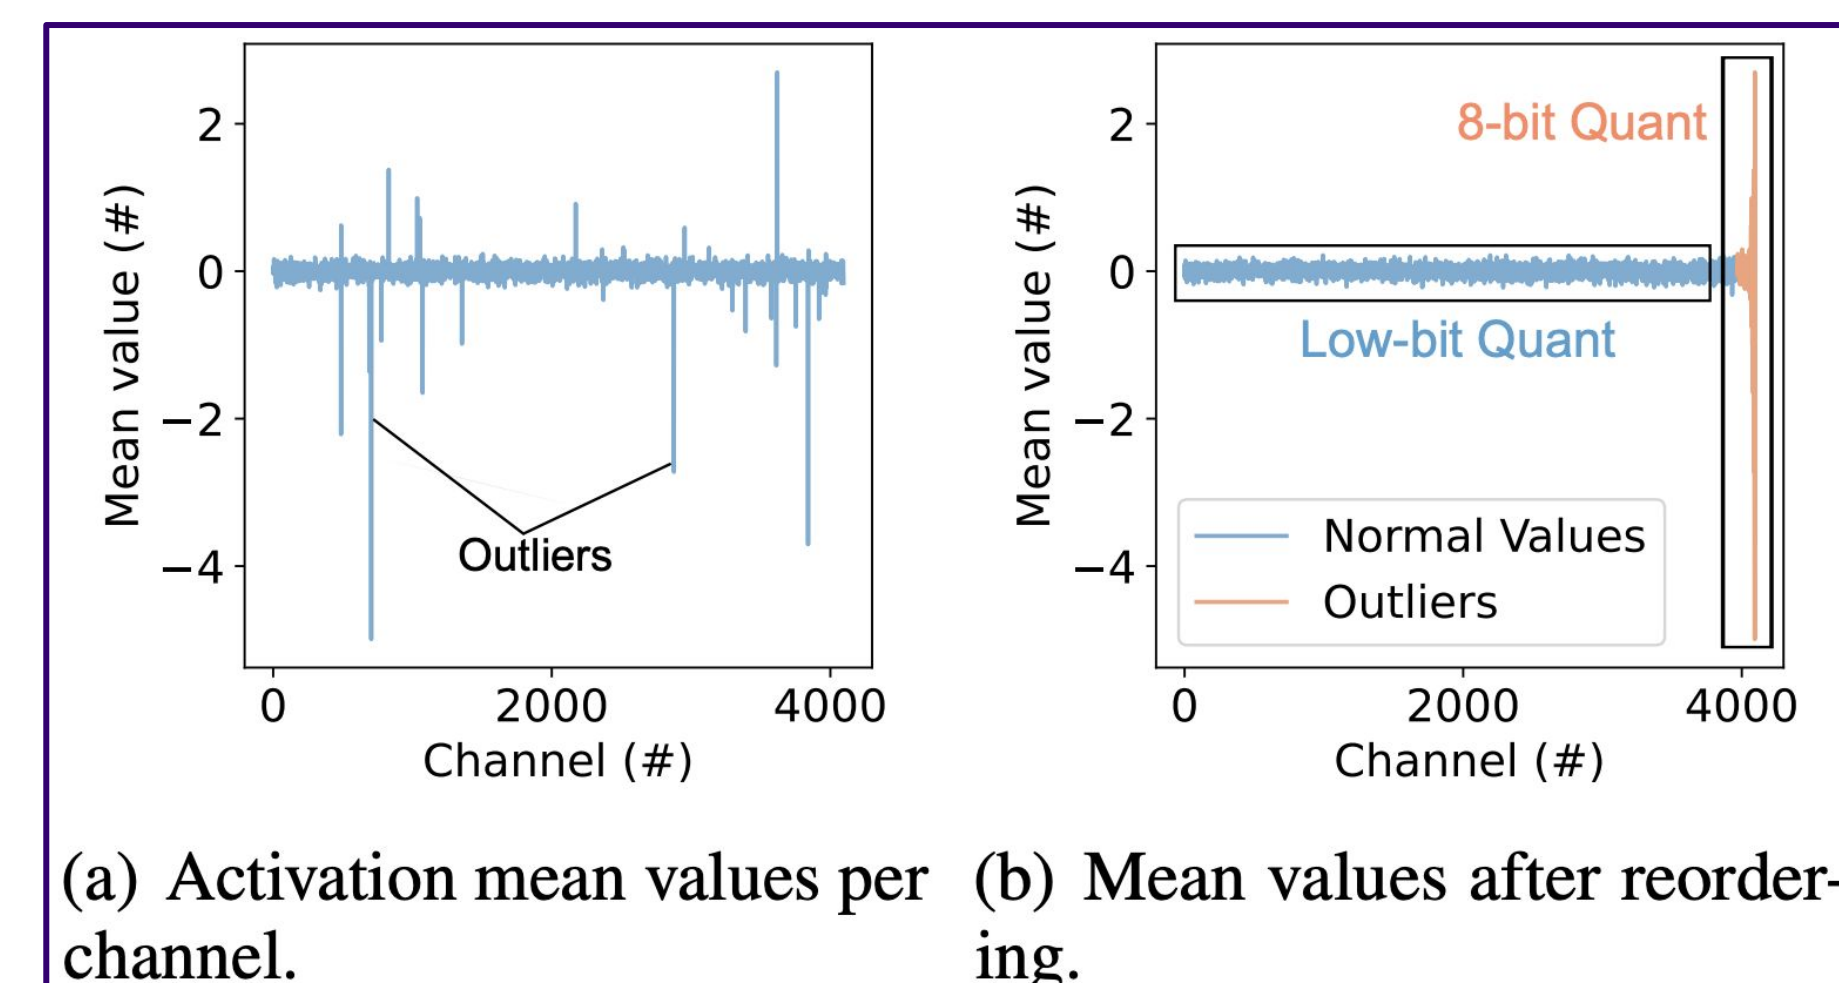 2
0
−2
−4
Mean value (#)
Outliers
0 2000 4000
Channel (#)
(a) Activation mean values per
channel.
2
0
−2
−4
Mean value (#)
8-bit Quant
Low-bit Quant
Normal Values
Outliers
0 2000 4000
Channel (#)
(b) Mean values after reorder-
ing.